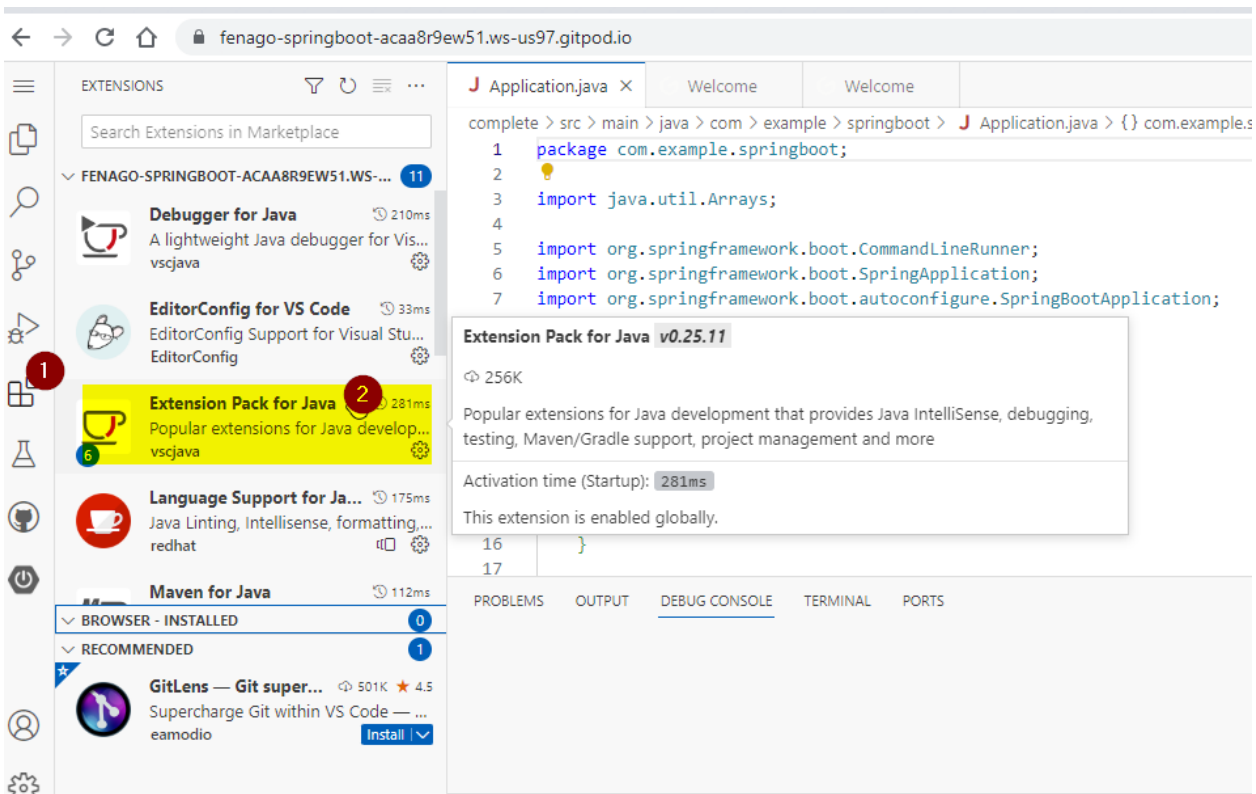 fenago-springboot-acaa8r9ew51.ws-us97.gitpod.io
EXTENSIONS
Search Extensions in Marketplace
FENAGO-SPRINGBOOT-ACAA8R9EW51.WS-... 11
Debugger for Java 210ms
A lightweight Java debugger for Vis...
vscjava
EditorConfig for VS Code 33ms
EditorConfig Support for Visual Stu...
EditorConfig
1
Extension Pack for Java 2 281ms
Popular extensions for Java develop...
vscjava
6
Language Support for Ja... 175ms
Java Linting, Intellisense, formatting,...
redhat
Maven for Java 112ms
BROWSER - INSTALLED 0
RECOMMENDED 1
GitLens — Git super... 501K ★ 4.5
Supercharge Git within VS Code — ...
eamodio Install
J Application.java × Welcome Welcome
complete > src > main > java > com > example > springboot > J Application.java > {} com.example.s
1 package com.example.springboot;
2
3 import java.util.Arrays;
4
5 import org.springframework.boot.CommandLineRunner;
6 import org.springframework.boot.SpringApplication;
7 import org.springframework.boot.autoconfigure.SpringBootApplication;
Extension Pack for Java v0.25.11
256K
Popular extensions for Java development that provides Java IntelliSense, debugging,
testing, Maven/Gradle support, project management and more
Activation time (Startup): 281ms
This extension is enabled globally.
16 }
17
PROBLEMS OUTPUT DEBUG CONSOLE TERMINAL PORTS